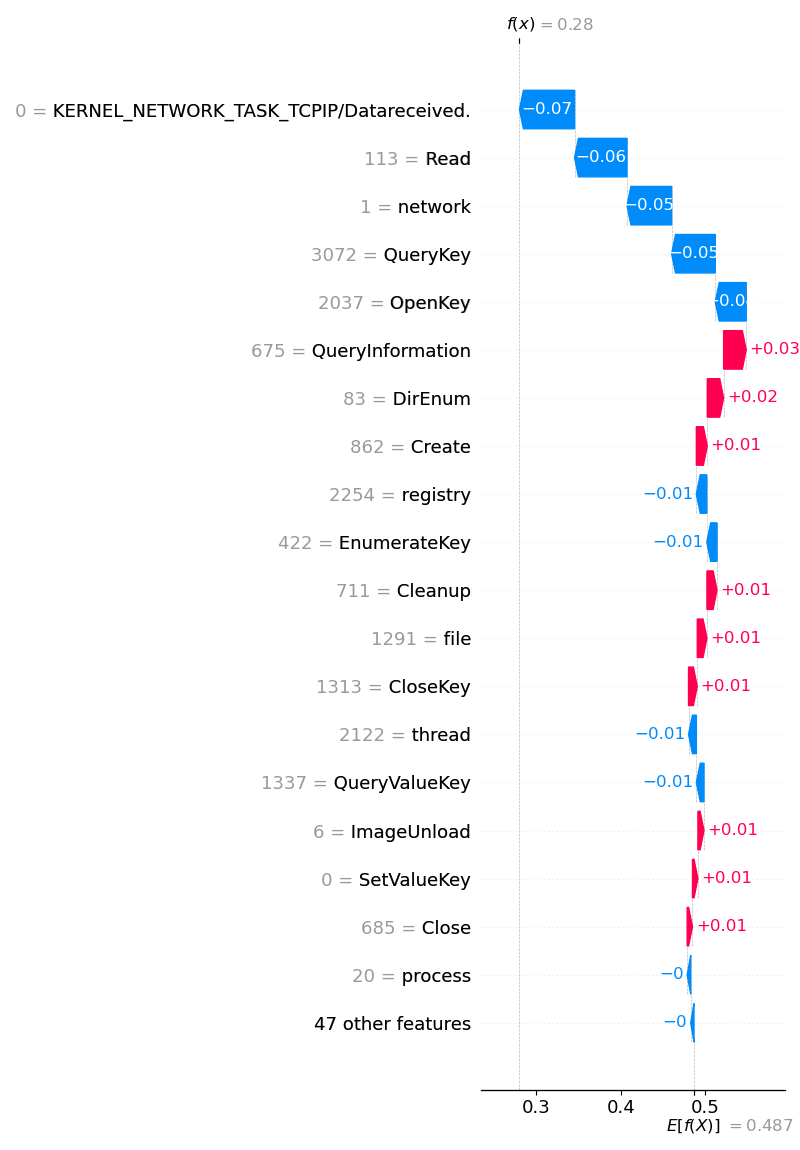 f(x) = 0.28
0 = KERNEL_NETWORK_TASK_TCPIP/Datareceived. −0.07
113 = Read −0.06
1 = network −0.05
3072 = QueryKey −0.05
2037 = OpenKey
675 = QueryInformation +0.03
83 = DirEnum +0.02
862 = Create +0.01
2254 = registry −0.01
422 = EnumerateKey −0.01
711 = Cleanup +0.01
1291 = file +0.01
1313 = CloseKey +0.01
2122 = thread −0.01
1337 = QueryValueKey −0.01
6 = ImageUnload +0.01
0 = SetValueKey +0.01
685 = Close +0.01
20 = process −0
47 other features −0
0.3 0.4 0.5
E[f(X)] = 0.487